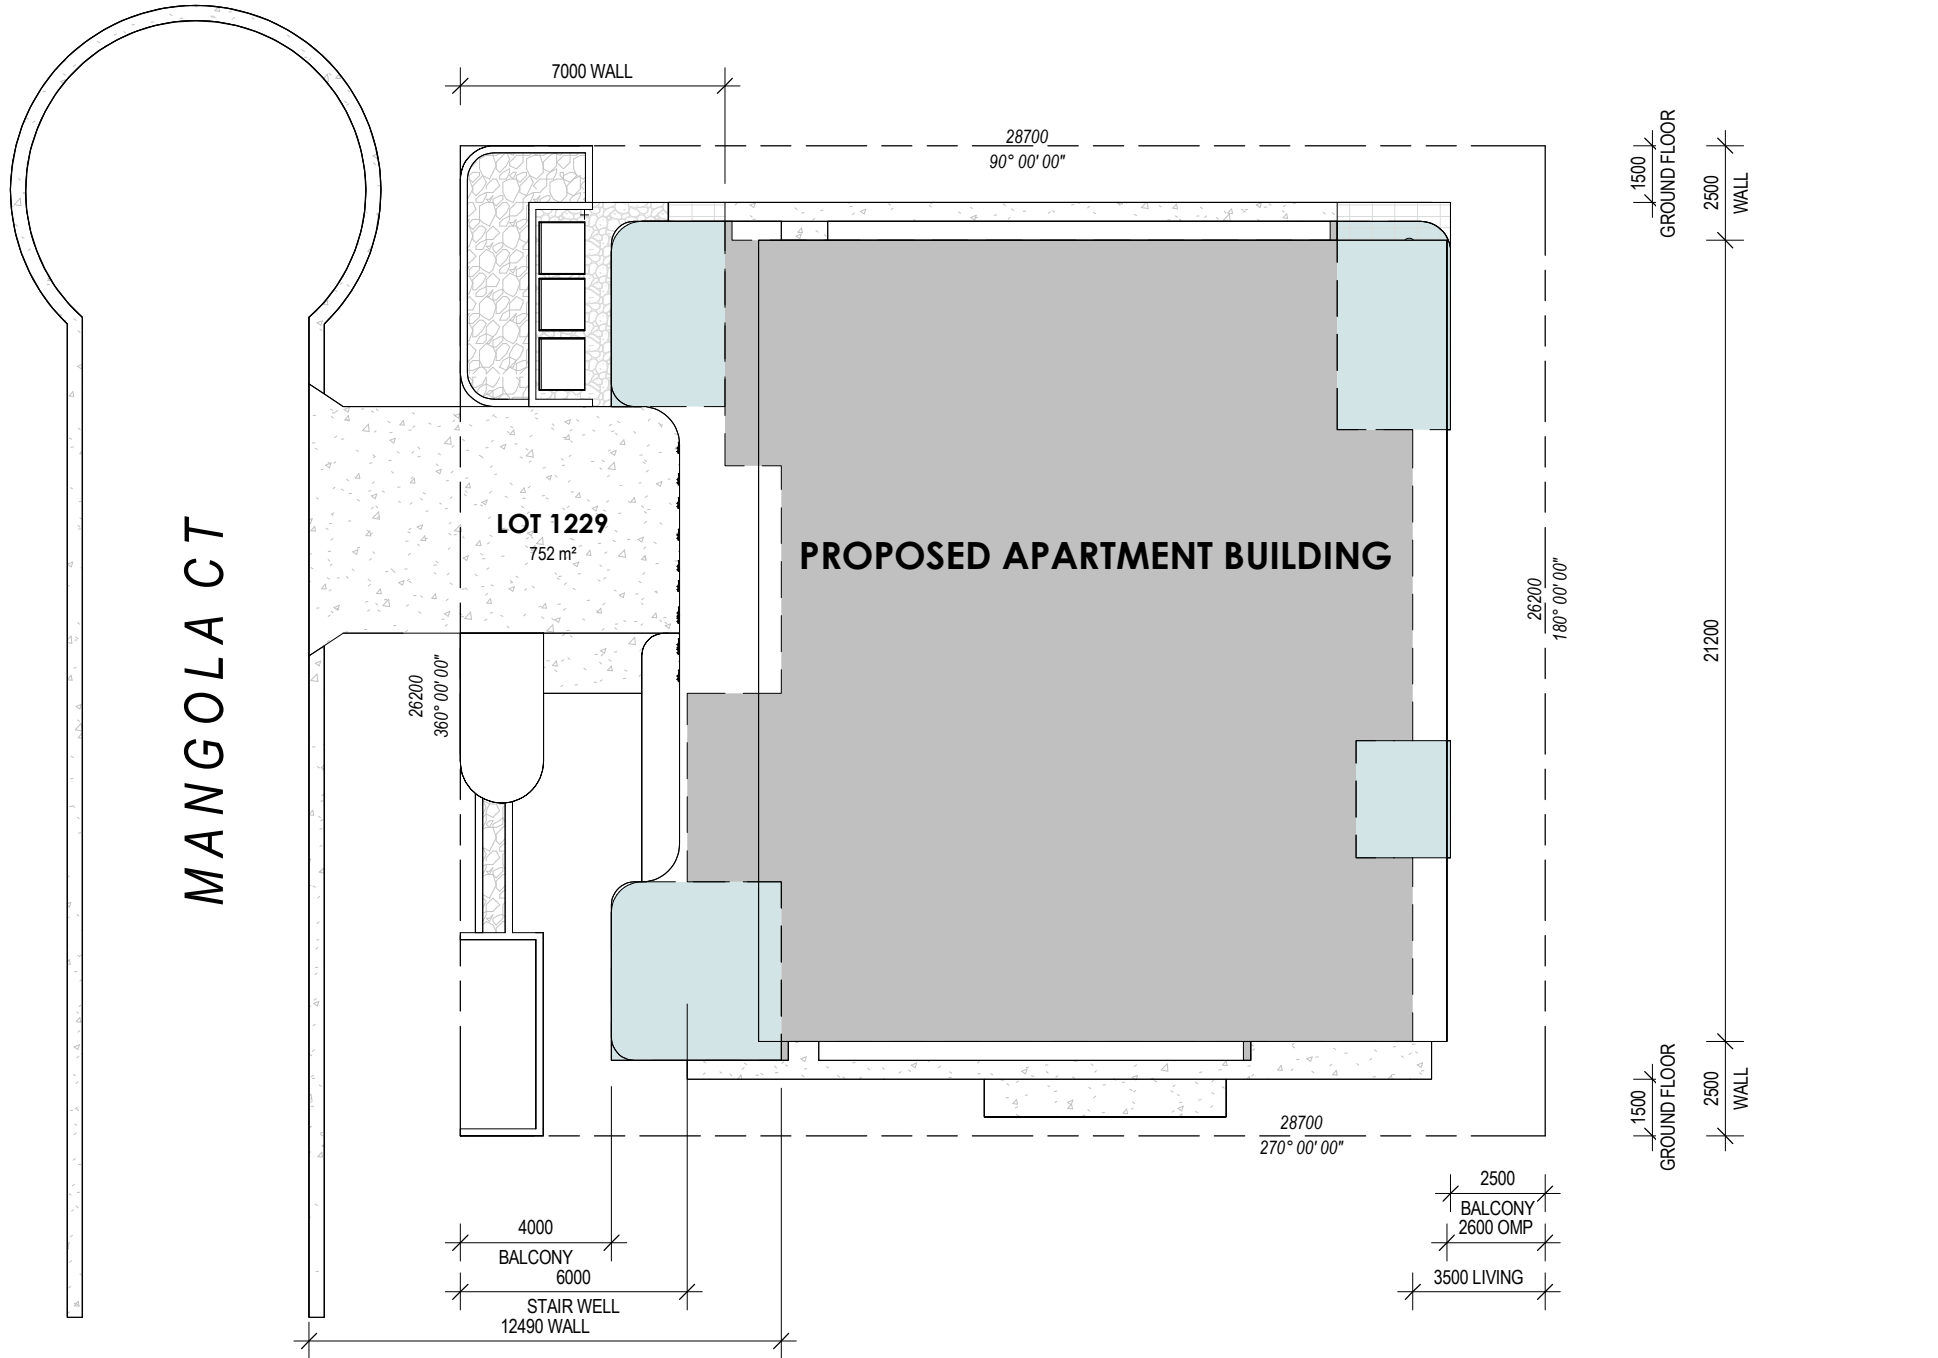 7000 WALL
28700
90° 00' 00"
1500
GROUND FLOOR
2500
WALL
LOT 1229
752 m²
PROPOSED APARTMENT BUILDING
MANGOLA CT
26200
360° 00' 00"
26200
180° 00' 00"
21200
1500
GROUND FLOOR
2500
WALL
28700
270° 00' 00"
2500
BALCONY
2600 OMP
3500 LIVING
4000
BALCONY
6000
STAIR WELL
12490 WALL